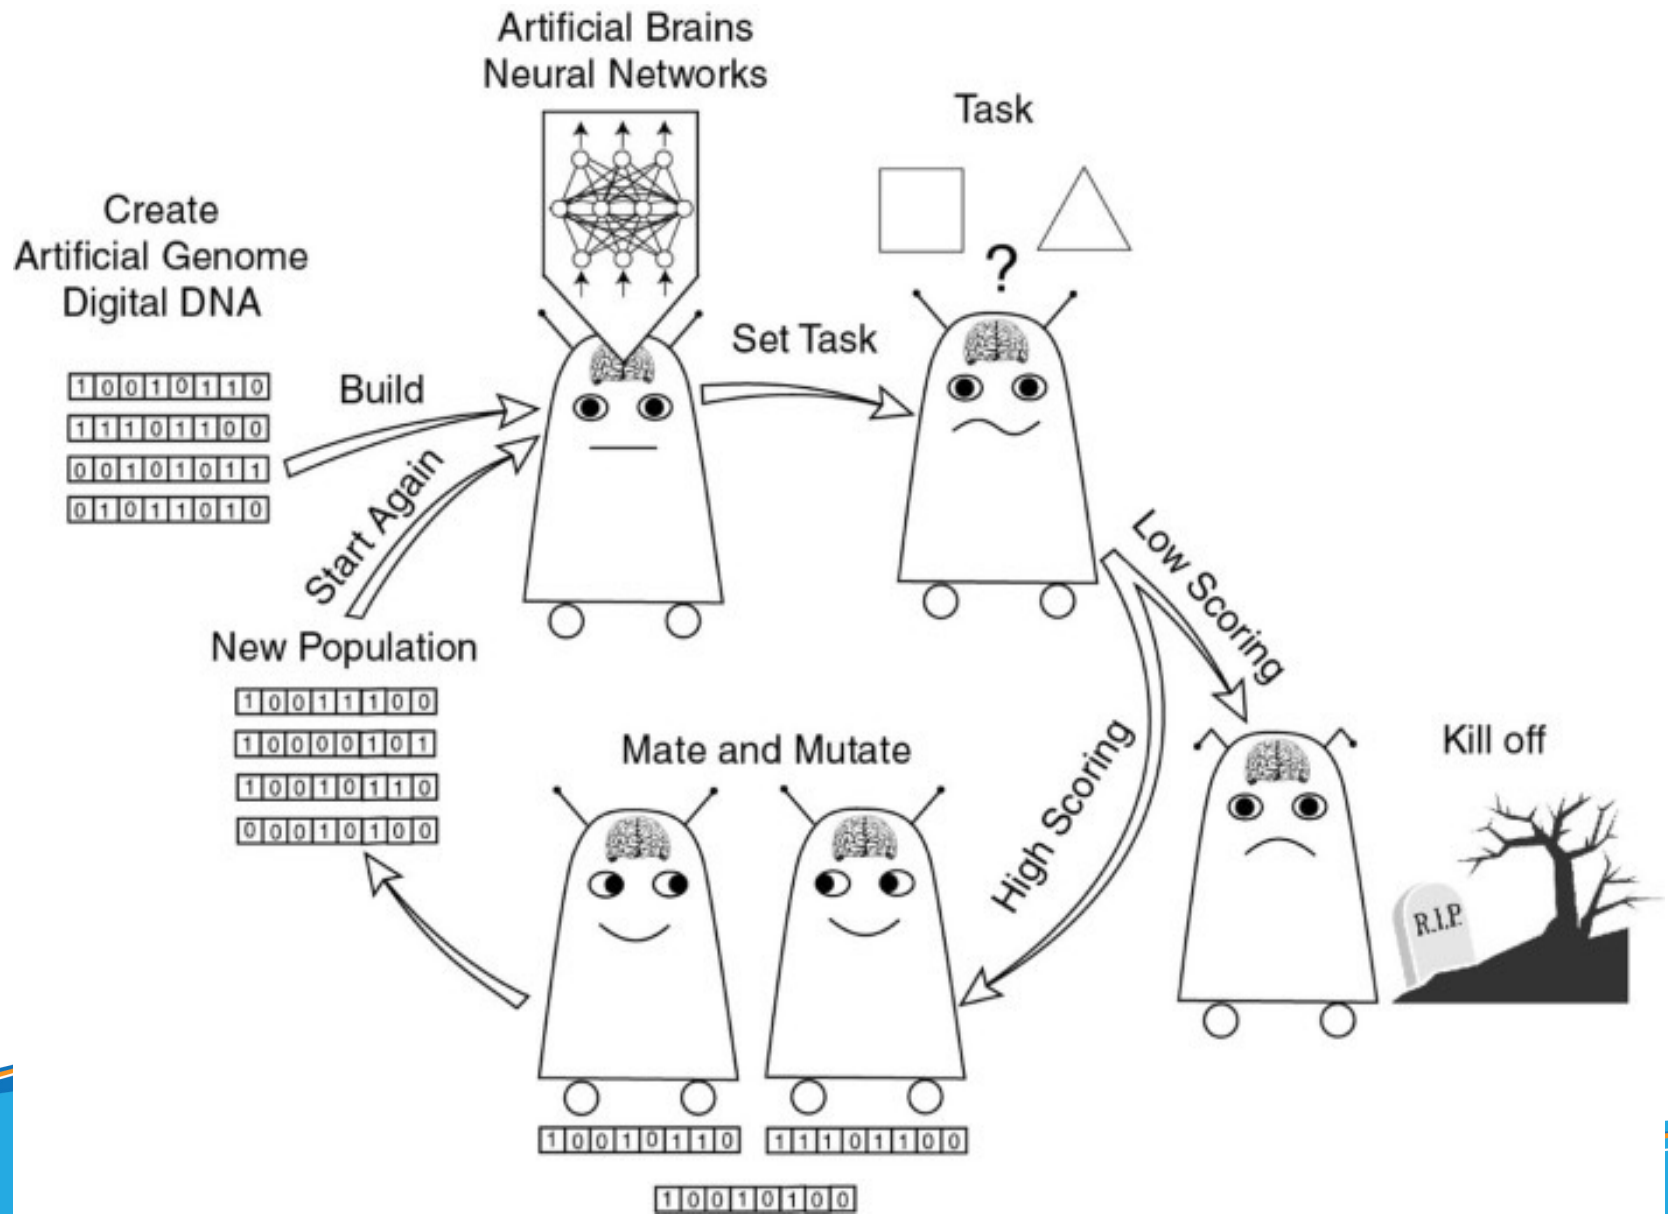 Artificial Brains
Neural Networks
Task
Create
Artificial Genome
Digital DNA
1 0 0 1 0 1 1 0
1 1 1 0 1 1 0 0
0 0 1 0 1 0 1 1
0 1 0 1 1 0 1 0
Build
Set Task
?
Start Again
Low Scoring
High Scoring
New Population
1 0 0 1 1 1 0 0
1 0 0 0 0 1 0 1
1 0 0 1 0 1 1 0
0 0 0 1 0 1 0 0
Mate and Mutate
Kill off
R.I.P.
1 0 0 1 0 1 1 0
1 1 1 0 1 1 0 0
1 0 0 1 0 1 0 0